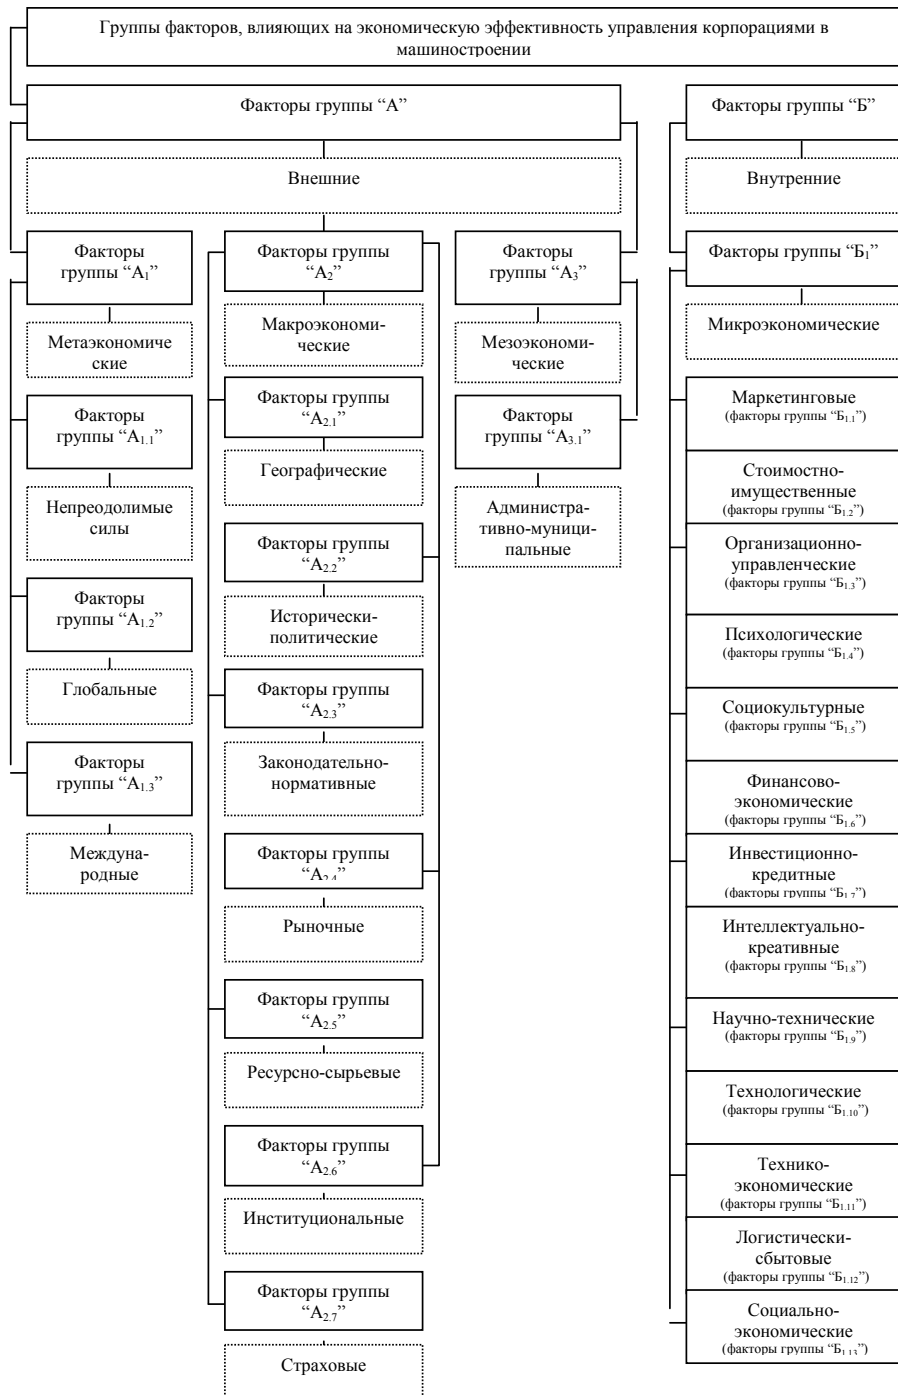 Группы факторов, влияющих на экономическую эффективность управления корпорациями в
машиностроении
Факторы группы “А”
Факторы группы “Б”
Внешние
Внутренние
Факторы
группы “А₁”
Метаэкономиче
ские
Факторы
группы “А₁.₁”
Непреодолимые
силы
Факторы
группы “А₁.₂”
Глобальные
Факторы
группы “А₁.₃”
Междуна-
родные
Факторы группы
“А₂”
Макроэкономи-
ческие
Факторы группы
“А₂.₁”
Географические
Факторы группы
“А₂.₂”
Исторически-
политические
Факторы группы
“А₂.₃”
Законодательно-
нормативные
Факторы группы
“А₂.₄”
Рыночные
Факторы группы
“А₂.₅”
Ресурсно-сырьевые
Факторы группы
“А₂.₆”
Институциональные
Факторы группы
“А₂.₇”
Страховые
Факторы
группы “А₃”
Мезоэкономи-
ческие
Факторы
группы “А₃.₁”
Администра-
тивно-муници-
пальные
Факторы группы “Б₁”
Микроэкономические
Маркетинговые
(факторы группы “Б₁.₁”)
Стоимостно-
имущественные
(факторы группы “Б₁.₂”)
Организационно-
управленческие
(факторы группы “Б₁.₃”)
Психологические
(факторы группы “Б₁.₄”)
Социокультурные
(факторы группы “Б₁.₅”)
Финансово-
экономические
(факторы группы “Б₁.₆”)
Инвестиционно-
кредитные
(факторы группы “Б₁.₇”)
Интеллектуально-
креативные
(факторы группы “Б₁.₈”)
Научно-технические
(факторы группы “Б₁.₉”)
Технологические
(факторы группы “Б₁.₁₀”)
Технико-
экономические
(факторы группы “Б₁.₁₁”)
Логистически-
сбытовые
(факторы группы “Б₁.₁₂”)
Социально-
экономические
(факторы группы “Б₁.₁₃”)